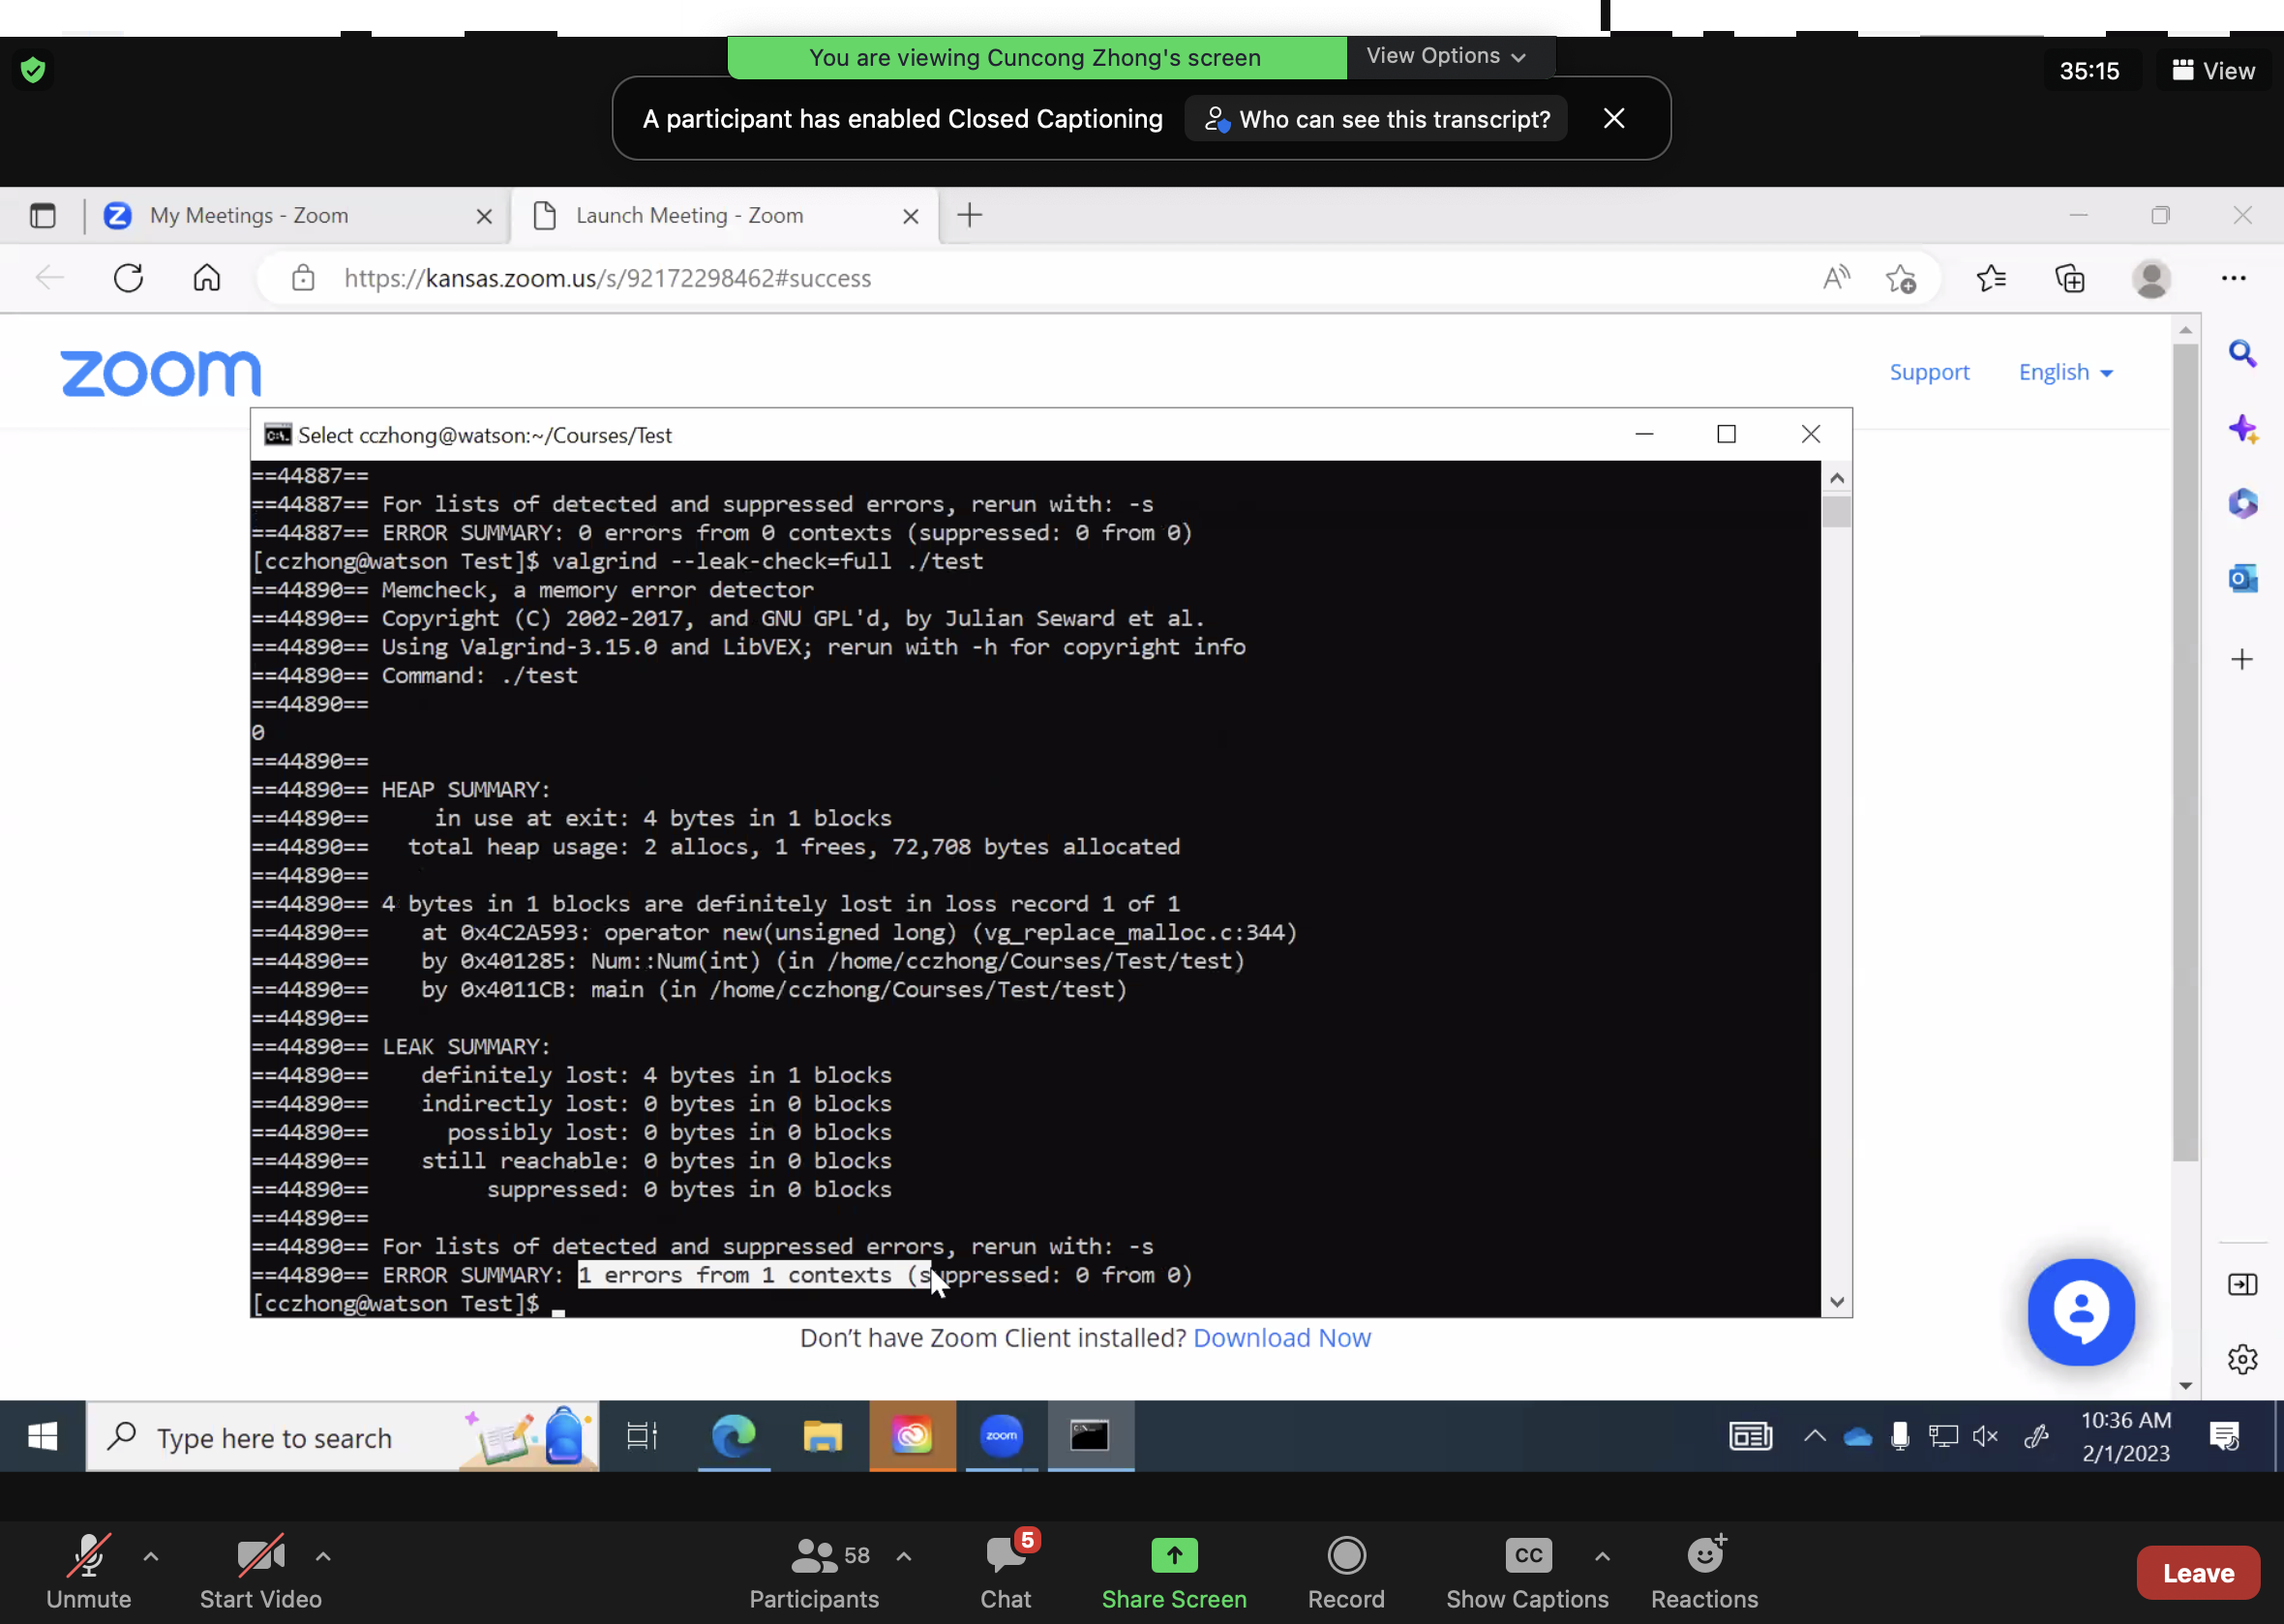 You are viewing Cuncong Zhong's screen
View Options
35:15
View
A participant has enabled Closed Captioning
Who can see this transcript?
My Meetings - Zoom
Launch Meeting - Zoom
https://kansas.zoom.us/s/92172298462#success
zoom
Support
English
Select cczhong@watson:~/Courses/Test
==44887==
==44887== For lists of detected and suppressed errors, rerun with: -s
==44887== ERROR SUMMARY: 0 errors from 0 contexts (suppressed: 0 from 0)
[cczhong@watson Test]$ valgrind --leak-check=full ./test
==44890== Memcheck, a memory error detector
==44890== Copyright (C) 2002-2017, and GNU GPL'd, by Julian Seward et al.
==44890== Using Valgrind-3.15.0 and LibVEX; rerun with -h for copyright info
==44890== Command: ./test
==44890==
0
==44890==
==44890== HEAP SUMMARY:
==44890==     in use at exit: 4 bytes in 1 blocks
==44890==   total heap usage: 2 allocs, 1 frees, 72,708 bytes allocated
==44890==
==44890== 4 bytes in 1 blocks are definitely lost in loss record 1 of 1
==44890==    at 0x4C2A593: operator new(unsigned long) (vg_replace_malloc.c:344)
==44890==    by 0x401285: Num::Num(int) (in /home/cczhong/Courses/Test/test)
==44890==    by 0x4011CB: main (in /home/cczhong/Courses/Test/test)
==44890==
==44890== LEAK SUMMARY:
==44890==    definitely lost: 4 bytes in 1 blocks
==44890==    indirectly lost: 0 bytes in 0 blocks
==44890==      possibly lost: 0 bytes in 0 blocks
==44890==    still reachable: 0 bytes in 0 blocks
==44890==         suppressed: 0 bytes in 0 blocks
==44890==
==44890== For lists of detected and suppressed errors, rerun with: -s
==44890== ERROR SUMMARY: 1 errors from 1 contexts (suppressed: 0 from 0)
[cczhong@watson Test]$
Don't have Zoom Client installed? Download Now
Type here to search
zoom
10:36 AM
2/1/2023
Unmute
Start Video
58
Participants
5
Chat
Share Screen
Record
CC
Show Captions
Reactions
Leave